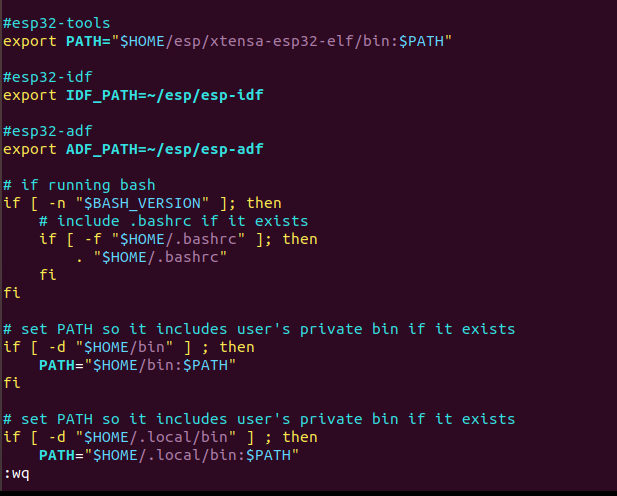 #esp32-tools
export PATH="$HOME/esp/xtensa-esp32-elf/bin:$PATH"
#esp32-idf
export IDF_PATH=~/esp/esp-idf
#esp32-adf
export ADF_PATH=~/esp/esp-adf
# if running bash
if [ -n "$BASH_VERSION" ]; then
    # include .bashrc if it exists
    if [ -f "$HOME/.bashrc" ]; then
        . "$HOME/.bashrc"
    fi
fi
# set PATH so it includes user's private bin if it exists
if [ -d "$HOME/bin" ] ; then
    PATH="$HOME/bin:$PATH"
fi
# set PATH so it includes user's private bin if it exists
if [ -d "$HOME/.local/bin" ] ; then
    PATH="$HOME/.local/bin:$PATH"
:wq